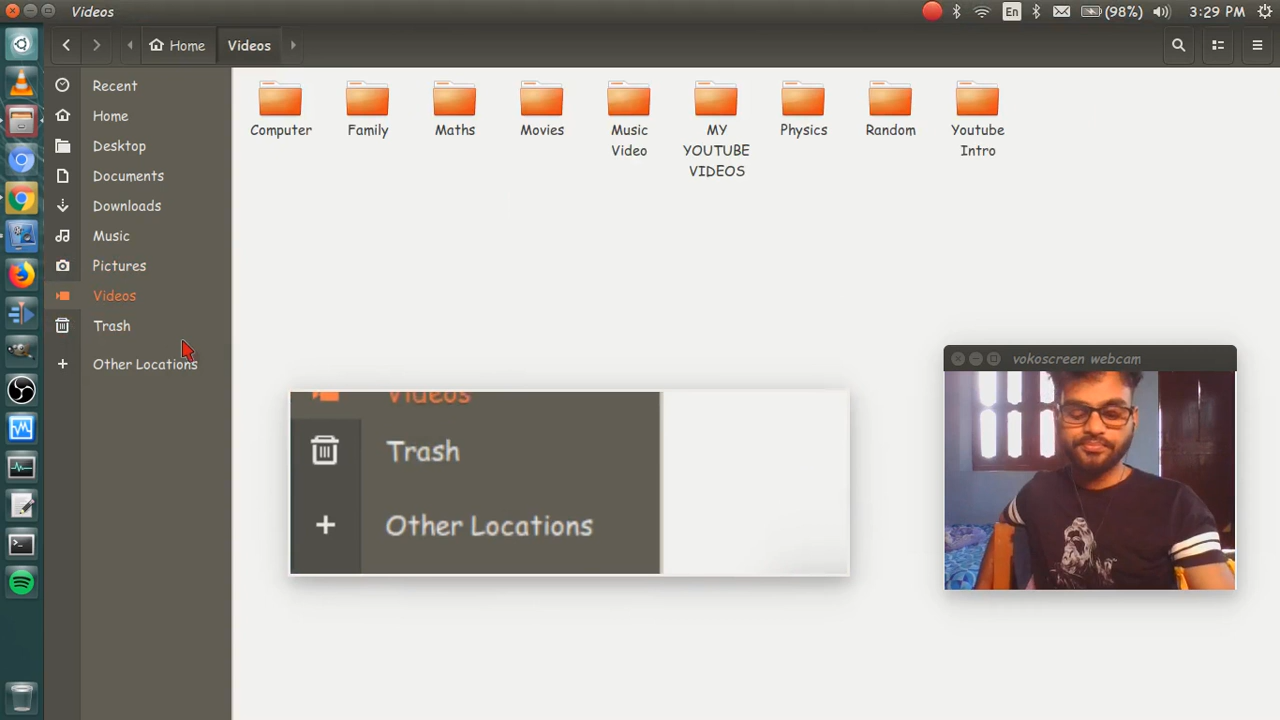 Videos
En
(98%)
3:29 PM
Home
Videos
Recent
Home
Desktop
Documents
Downloads
Music
Pictures
Videos
Trash
Other Locations
Computer
Family
Maths
Movies
Music
Video
MY
YOUTUBE
VIDEOS
Physics
Random
Youtube
Intro
Videos
Trash
Other Locations
vokoscreen webcam